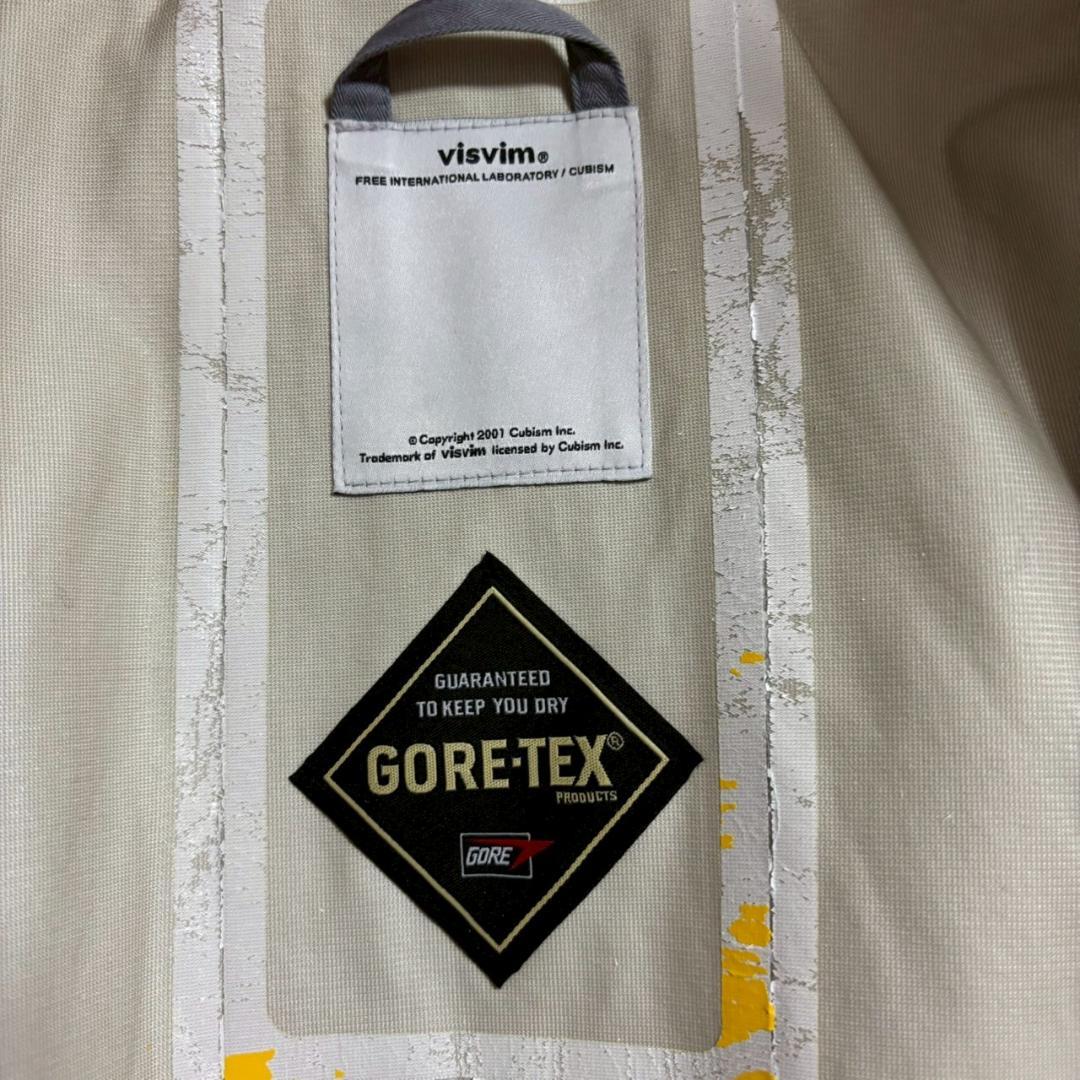 visvim®
FREE INTERNATIONAL LABORATORY / CUBISM
© Copyright 2001 Cubism Inc.
Trademark of visvim licensed by Cubism Inc.
GUARANTEED
TO KEEP YOU DRY
GORE-TEX®
PRODUCTS
GORE